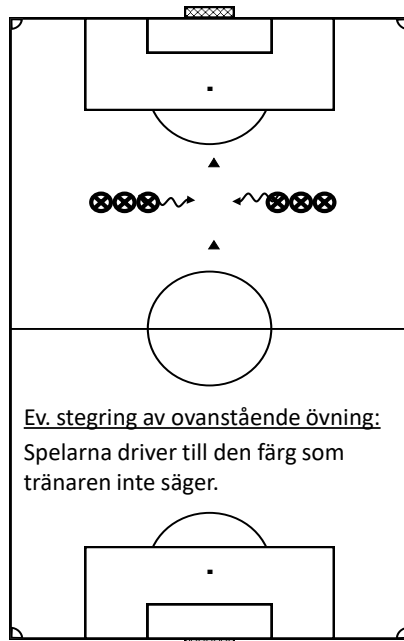 Ev. stegring av ovanstående övning:
Spelarna driver till den färg som
tränaren inte säger.